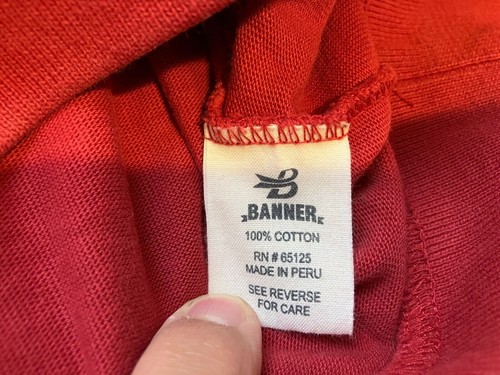 B
BANNER
100% COTTON
RN # 65125
MADE IN PERU
SEE REVERSE
FOR CARE